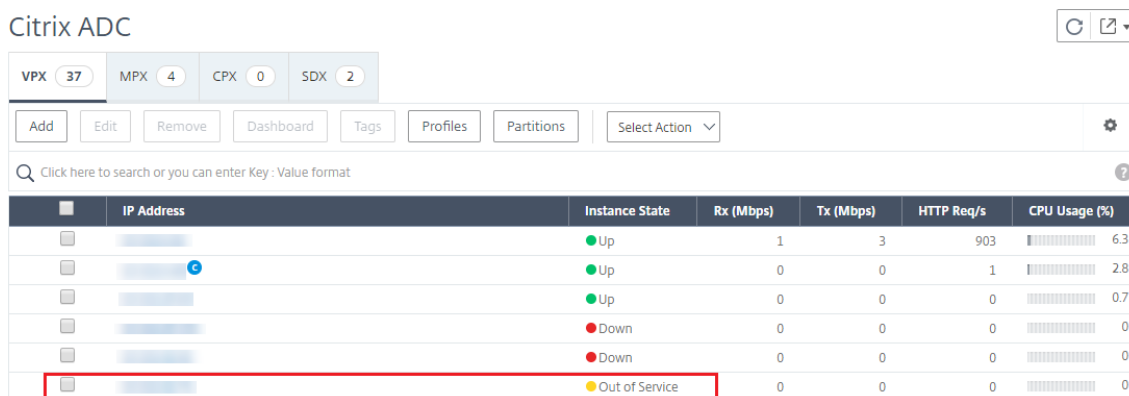 Citrix ADC
VPX 37 MPX 4 CPX 0 SDX 2
Add Edit Remove Dashboard Tags Profiles Partitions Select Action
Click here to search or you can enter Key : Value format ?
IP Address Instance State Rx (Mbps) Tx (Mbps) HTTP Req/s CPU Usage (%)
Up 1 3 903 6.3
C Up 0 0 1 2.8
Up 0 0 0 0.7
Down 0 0 0 0
Down 0 0 0 0
Out of Service 0 0 0 0